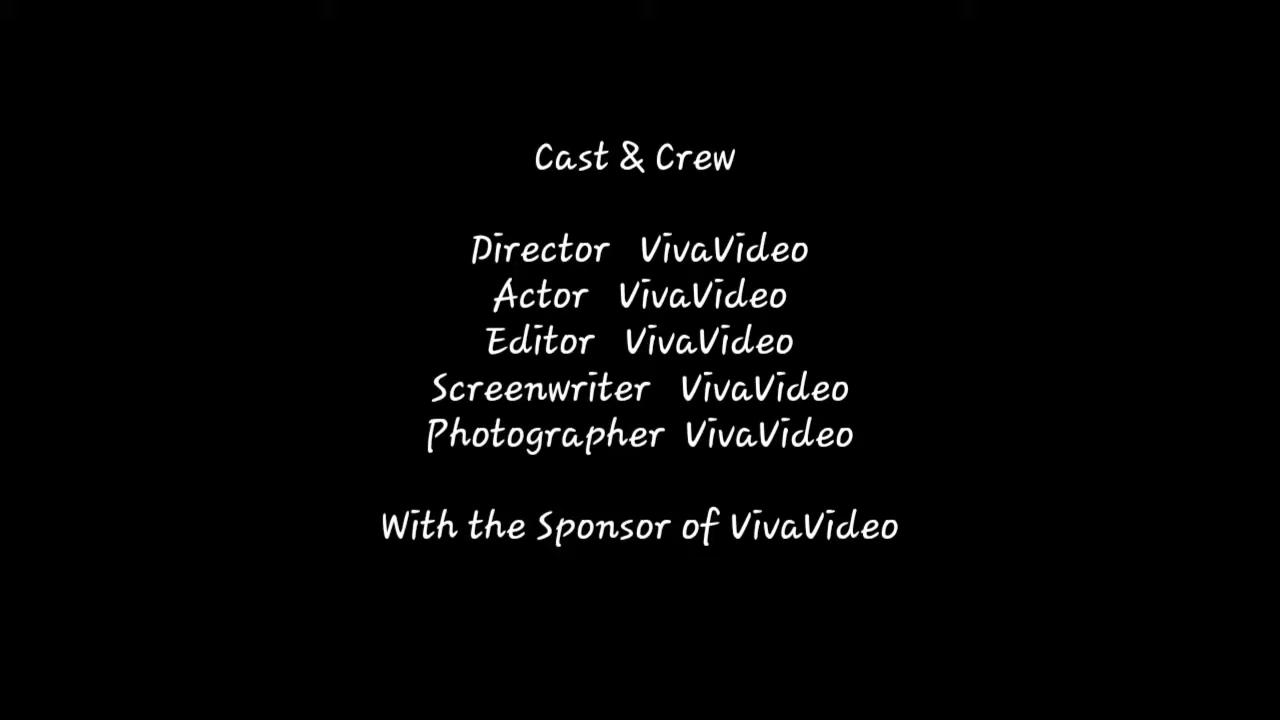 Cast & Crew
Director VivaVideo
Actor VivaVideo
Editor VivaVideo
Screenwriter VivaVideo
Photographer VivaVideo
With the Sponsor of VivaVideo